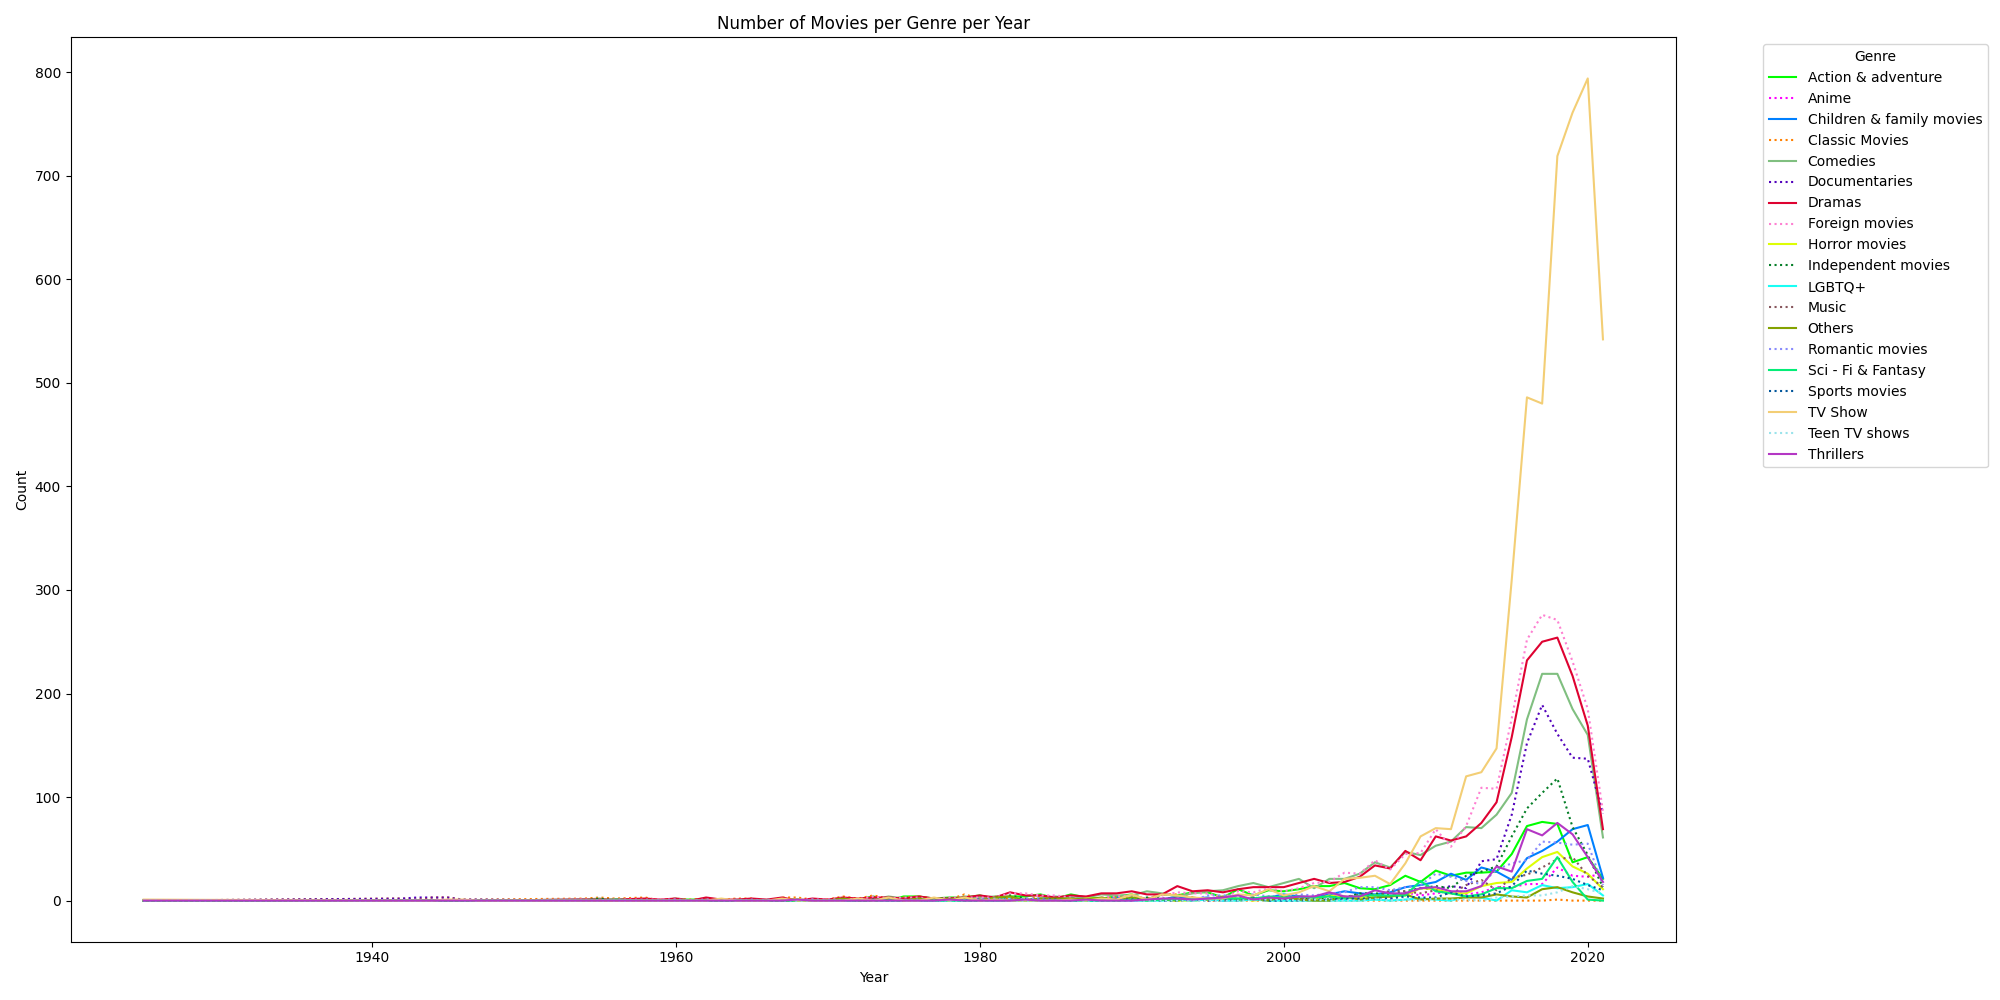 Number of Movies per Genre per Year
Genre
Action & adventure
Anime
Children & family movies
Classic Movies
Comedies
Documentaries
Dramas
Foreign movies
Horror movies
Independent movies
LGBTQ+
Music
Others
Romantic movies
Sci - Fi & Fantasy
Sports movies
TV Show
Teen TV shows
Thrillers
Count
800
700
600
500
400
300
200
100
0
1940 1960 1980 2000 2020
Year